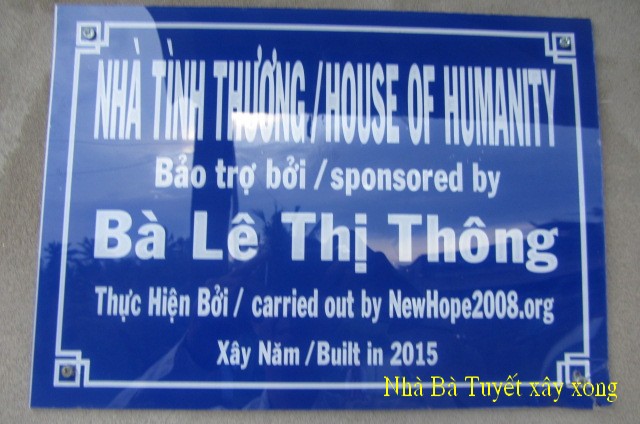 NHÀ TÌNH THƯƠNG / HOUSE OF HUMANITY
Bảo trợ bởi / sponsored by
Bà Lê Thị Thông
Thực Hiện Bởi / carried out by NewHope2008.org
Xây Năm / Built in 2015
Nhà Bà Tuyết xây xong